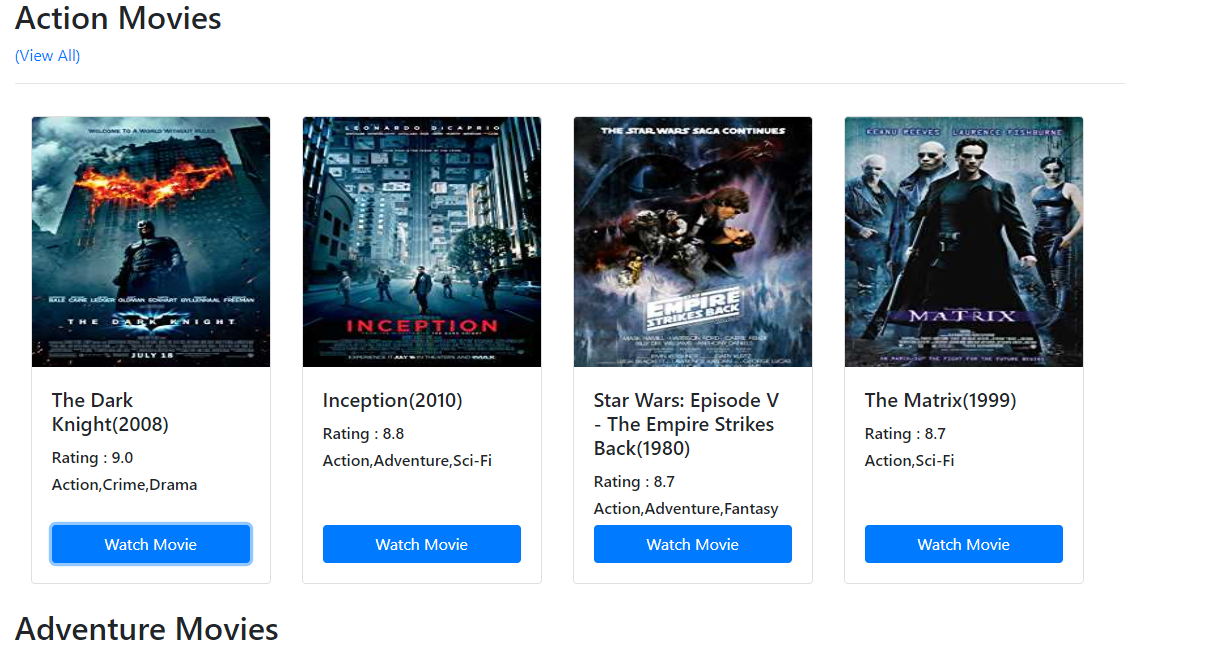 Action Movies
(View All)
WELCOME TO A WORLD WITHOUT RULES.
BALE CAINE LEDGER OLDMAN ECKHART GYLLENHAAL FREEMAN
THE DARK KNIGHT
JULY 18
LEONARDO DICAPRIO
INCEPTION
THE STAR WARS SAGA CONTINUES
THE
EMPIRE
STRIKES BACK
KEANU REEVES LAURENCE FISHBURNE
MATRIX
The Dark
Knight(2008)
Rating : 9.0
Action,Crime,Drama
Watch Movie
Inception(2010)
Rating : 8.8
Action,Adventure,Sci-Fi
Watch Movie
Star Wars: Episode V
- The Empire Strikes
Back(1980)
Rating : 8.7
Action,Adventure,Fantasy
Watch Movie
The Matrix(1999)
Rating : 8.7
Action,Sci-Fi
Watch Movie
Adventure Movies